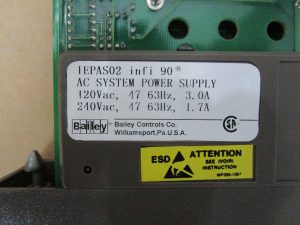 IEPAS02 infi 90®
AC SYSTEM POWER SUPPLY
120Vac, 47 63Hz, 3.0A
240Vac, 47 63Hz, 1.7A
Bailey
Bailey Controls Co.
Williamsport,Pa.U.S.A.
ESD
ATTENTION
SEE (VOIR)
INSTRUCTION